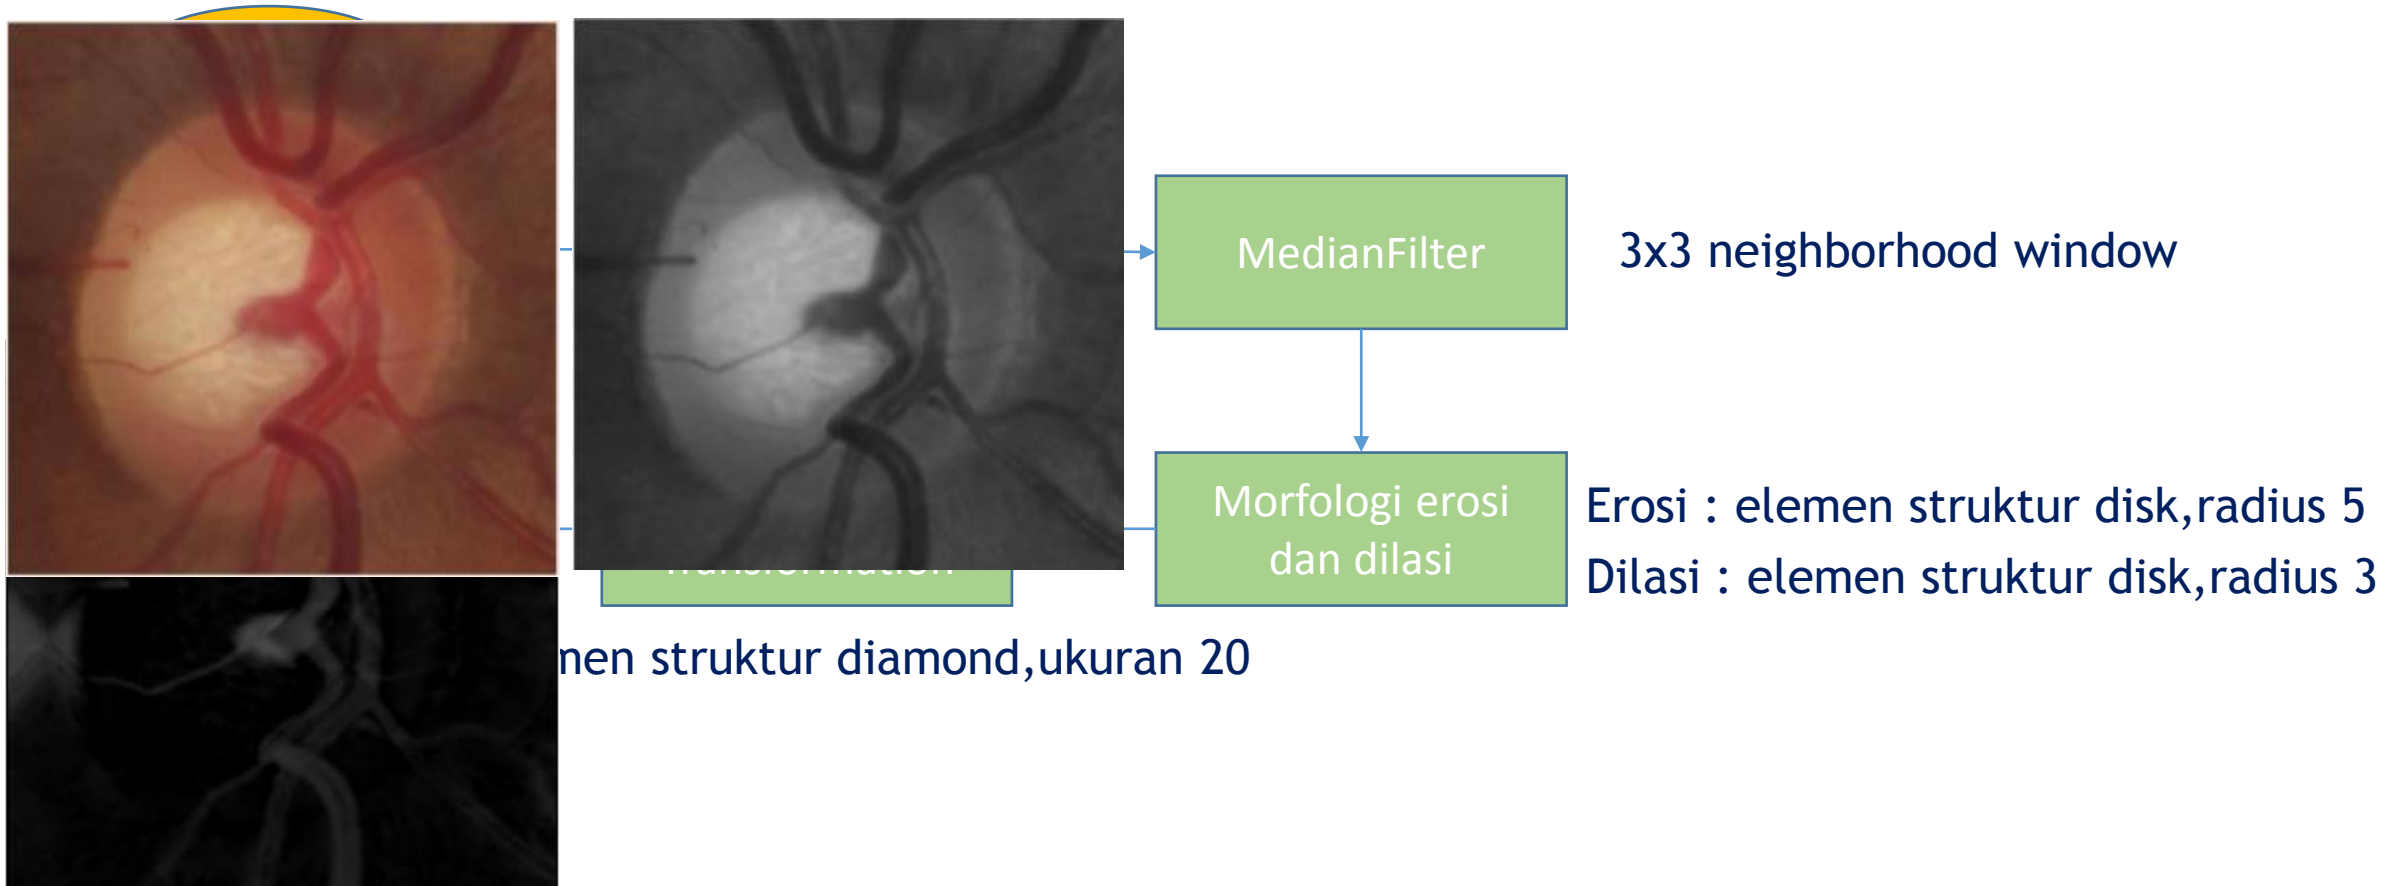 MedianFilter
3x3 neighborhood window
Morfologi erosi
dan dilasi
Erosi : elemen struktur disk,radius 5
Dilasi : elemen struktur disk,radius 3
struktur diamond,ukuran 20